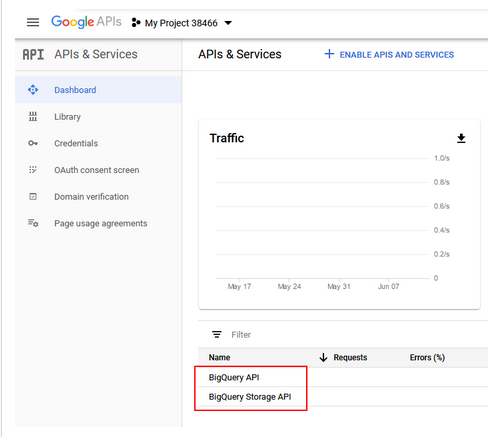 Google APIs My Project 38466
API APIs & Services
APIs & Services + ENABLE APIS AND SERVICES
Dashboard
Library
Credentials
OAuth consent screen
Domain verification
Page usage agreements
Traffic
1.0/s
0.8/s
0.6/s
0.4/s
0.2/s
0
May 17 May 24 May 31 Jun 07
Filter
Name Requests Errors (%)
BigQuery API
BigQuery Storage API